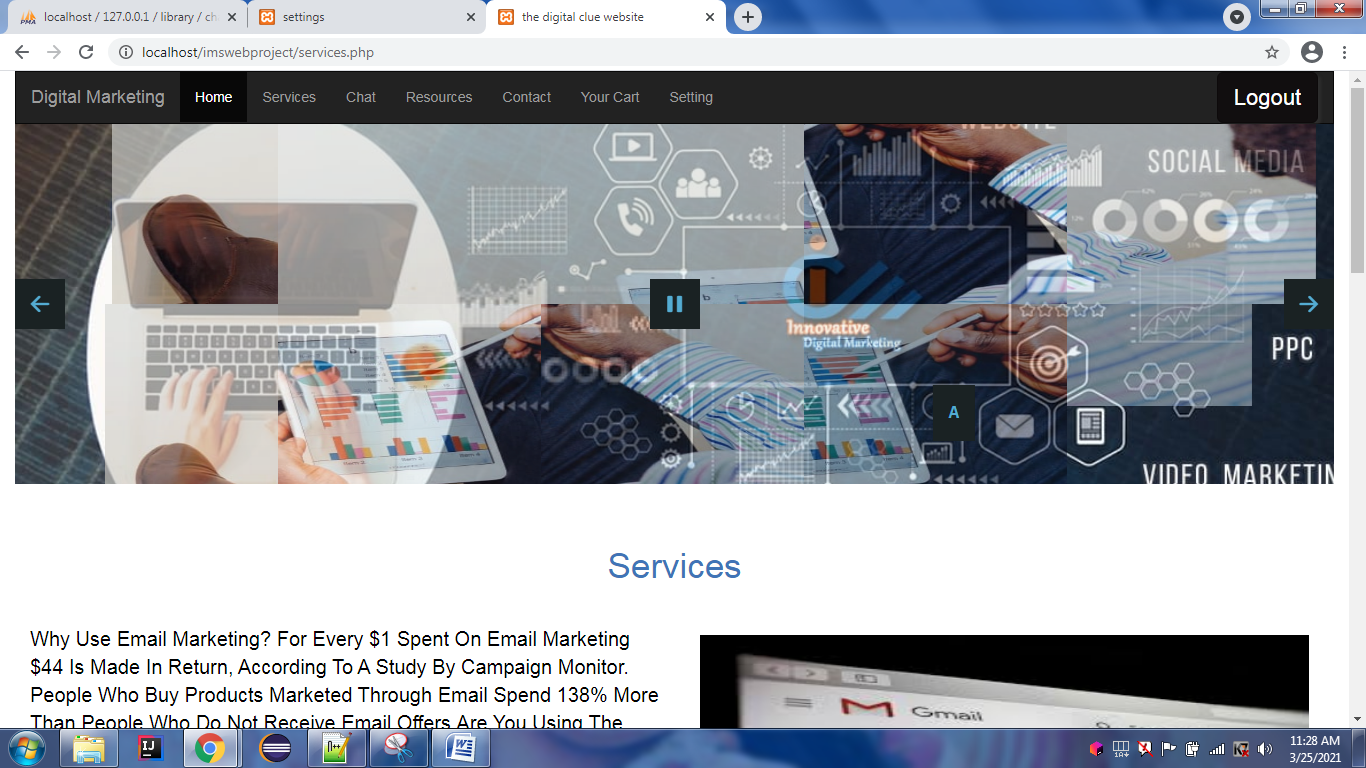 localhost / 127.0.0.1 / library / ch
settings
the digital clue website
localhost/imswebproject/services.php
Digital Marketing Home Services Chat Resources Contact Your Cart Setting Logout
WEBSITE
SOCIAL MEDIA
Innovative
Digital Marketing
PPC
A
VIDEO MARKETIN
Services
Why Use Email Marketing? For Every $1 Spent On Email Marketing
$44 Is Made In Return, According To A Study By Campaign Monitor.
People Who Buy Products Marketed Through Email Spend 138% More
Than People Who Do Not Receive Email Offers Are You Using The
Gmail
11:28 AM
3/25/2021